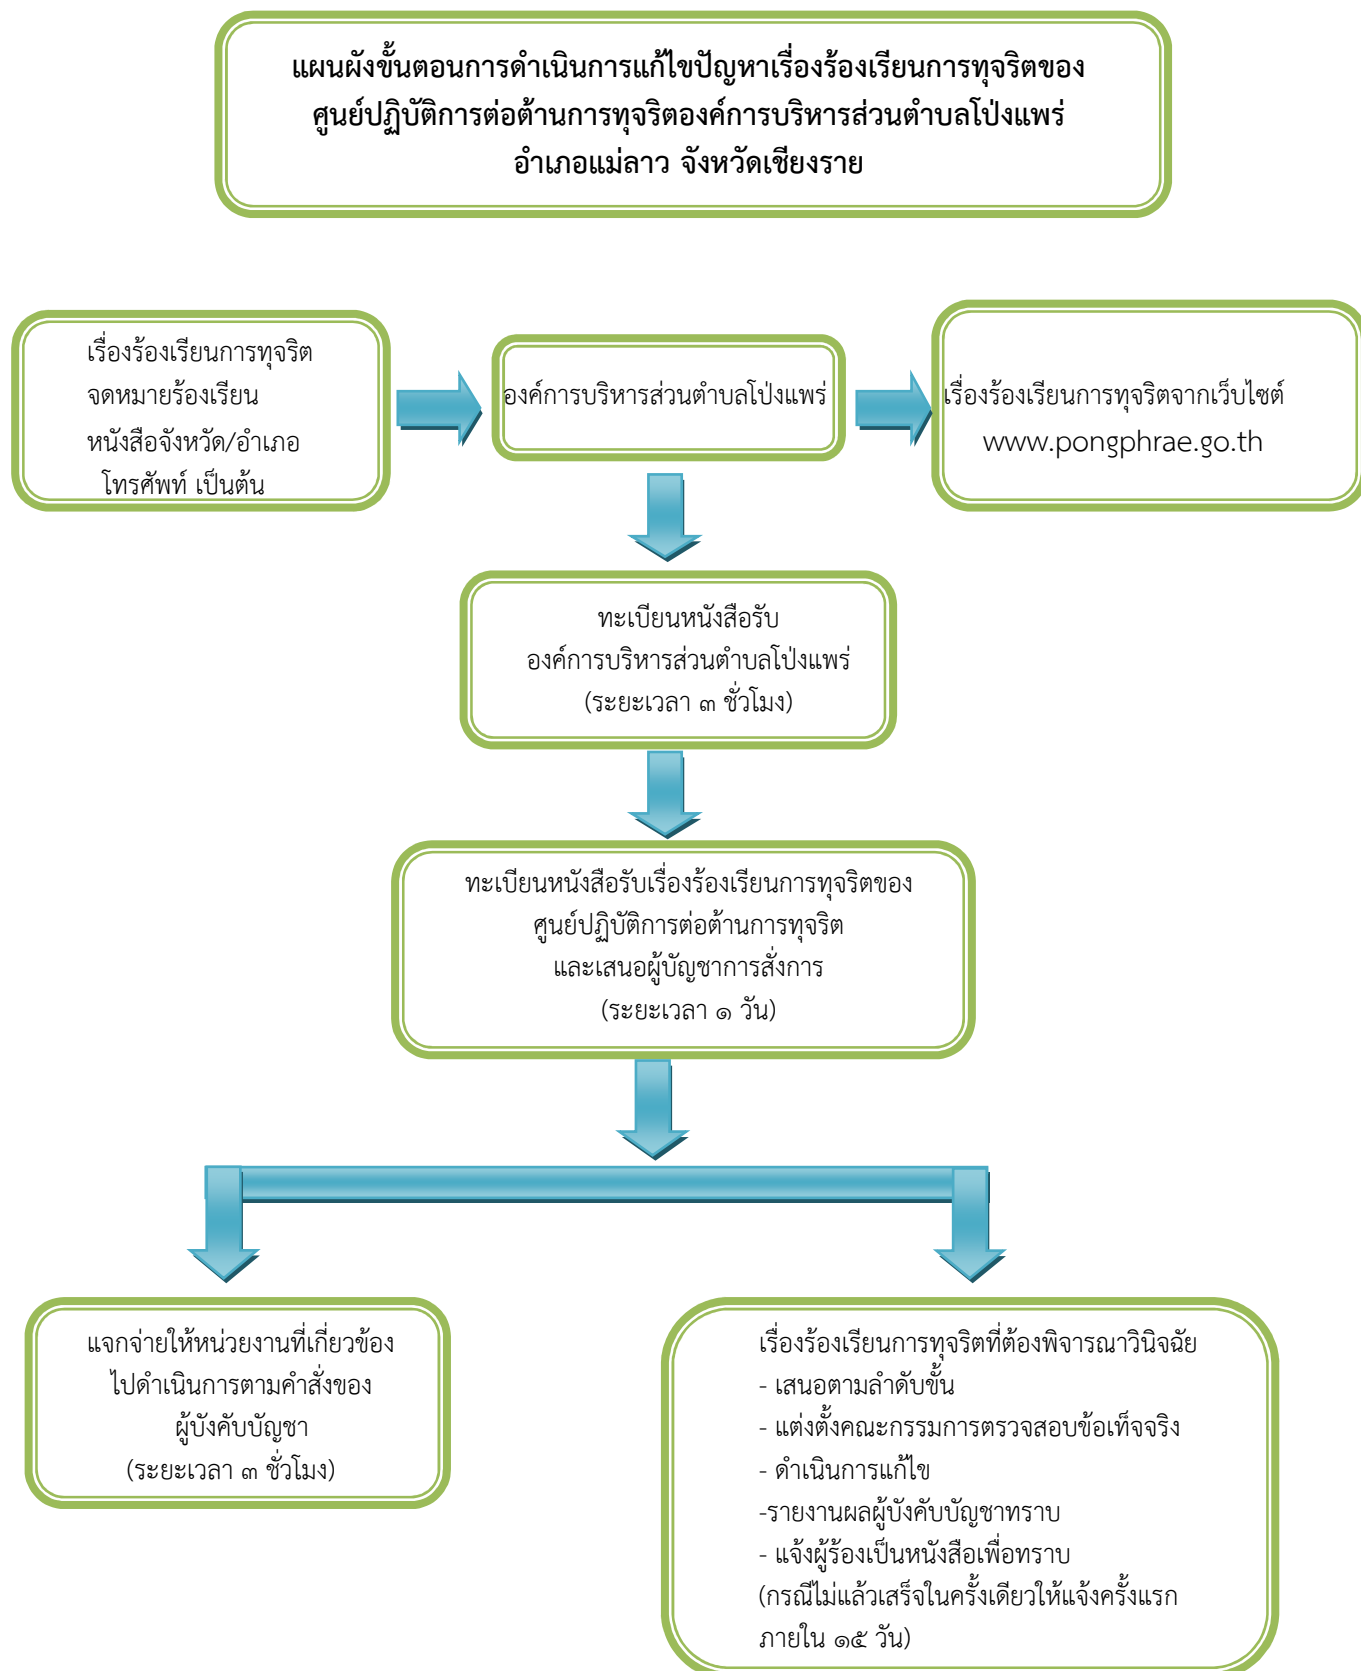 แผนผังขั้นตอนการดำเนินการแก้ไขปัญหาเรื่องร้องเรียนการทุจริตของ
ศูนย์ปฏิบัติการต่อต้านการทุจริตองค์การบริหารส่วนตำบลโป่งแพร่
อำเภอแม่ลาว จังหวัดเชียงราย
เรื่องร้องเรียนการทุจริต
จดหมายร้องเรียน
หนังสือจังหวัด/อำเภอ
โทรศัพท์ เป็นต้น
องค์การบริหารส่วนตำบลโป่งแพร่
เรื่องร้องเรียนการทุจริตจากเว็บไซต์
www.pongphrae.go.th
ทะเบียนหนังสือรับ
องค์การบริหารส่วนตำบลโป่งแพร่
(ระยะเวลา ๓ ชั่วโมง)
ทะเบียนหนังสือรับเรื่องร้องเรียนการทุจริตของ
ศูนย์ปฏิบัติการต่อต้านการทุจริต
และเสนอผู้บัญชาการสั่งการ
(ระยะเวลา ๑ วัน)
แจกจ่ายให้หน่วยงานที่เกี่ยวข้อง
ไปดำเนินการตามคำสั่งของ
ผู้บังคับบัญชา
(ระยะเวลา ๓ ชั่วโมง)
เรื่องร้องเรียนการทุจริตที่ต้องพิจารณาวินิจฉัย
- เสนอตามลำดับขั้น
- แต่งตั้งคณะกรรมการตรวจสอบข้อเท็จจริง
- ดำเนินการแก้ไข
-รายงานผลผู้บังคับบัญชาทราบ
- แจ้งผู้ร้องเป็นหนังสือเพื่อทราบ
(กรณีไม่แล้วเสร็จในครั้งเดียวให้แจ้งครั้งแรก
ภายใน ๑๕ วัน)